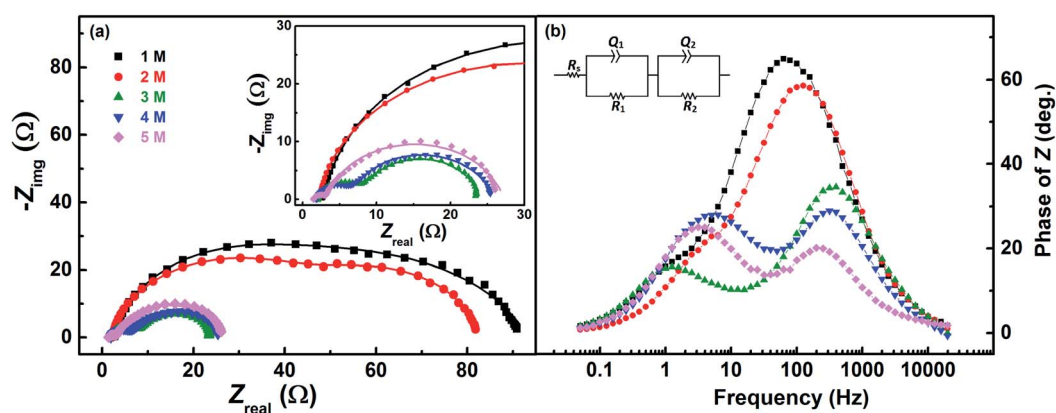 (a)
1 M
2 M
3 M
4 M
5 M
-Z_img (Ω)
80
60
40
20
0
0 20 40 60 80 100
Z_real (Ω)
-Z_img (Ω)
30
20
10
0
0 10 20 30
Z_real (Ω)
(b)
R_s
Q_1
R_1
Q_2
R_2
Phase of Z (deg.)
60
40
20
0
0.1 1 10 100 1000 10000
Frequency (Hz)